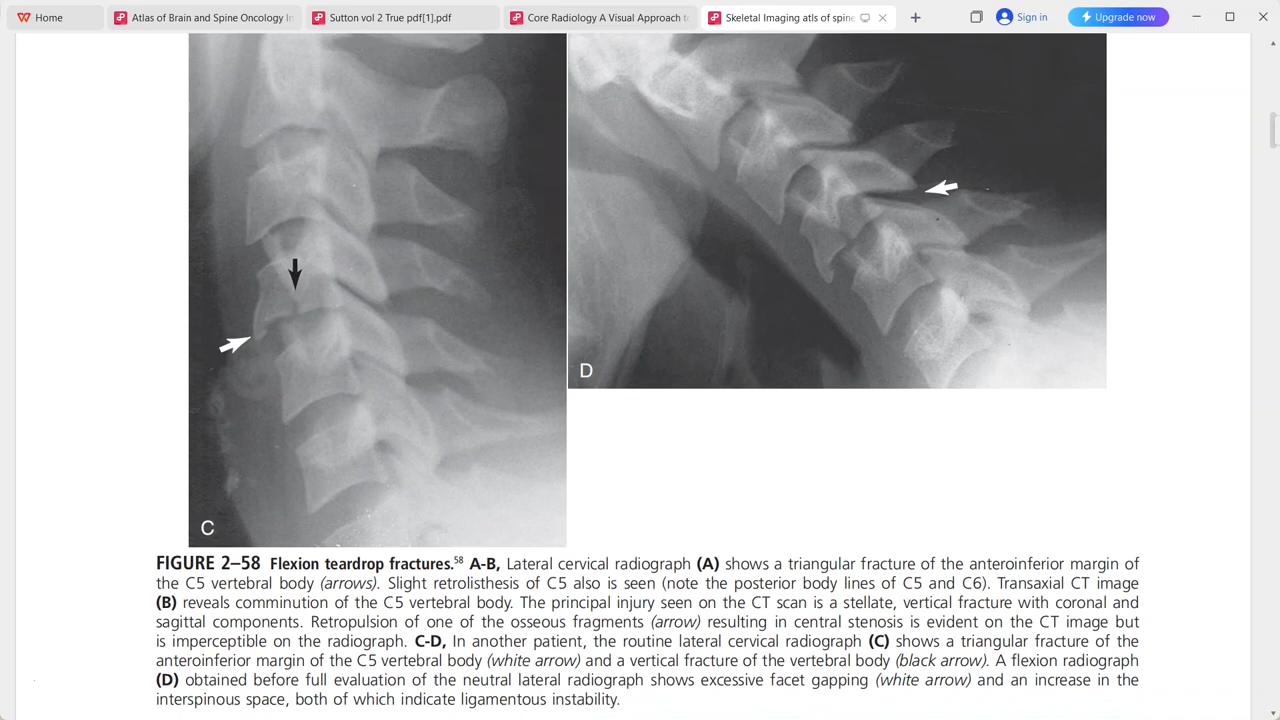 Home
Atlas of Brain and Spine Oncology I
Sutton vol 2 True pdf[1].pdf
Core Radiology A Visual Approach t
Skeletal Imaging atls of spine
Sign in
Upgrade now
C
D
FIGURE 2–58 Flexion teardrop fractures.58 A-B, Lateral cervical radiograph (A) shows a triangular fracture of the anteroinferior margin of
the C5 vertebral body (arrows). Slight retrolisthesis of C5 also is seen (note the posterior body lines of C5 and C6). Transaxial CT image
(B) reveals comminution of the C5 vertebral body. The principal injury seen on the CT scan is a stellate, vertical fracture with coronal and
sagittal components. Retropulsion of one of the osseous fragments (arrow) resulting in central stenosis is evident on the CT image but
is imperceptible on the radiograph. C-D, In another patient, the routine lateral cervical radiograph (C) shows a triangular fracture of the
anteroinferior margin of the C5 vertebral body (white arrow) and a vertical fracture of the vertebral body (black arrow). A flexion radiograph
(D) obtained before full evaluation of the neutral lateral radiograph shows excessive facet gapping (white arrow) and an increase in the
interspinous space, both of which indicate ligamentous instability.